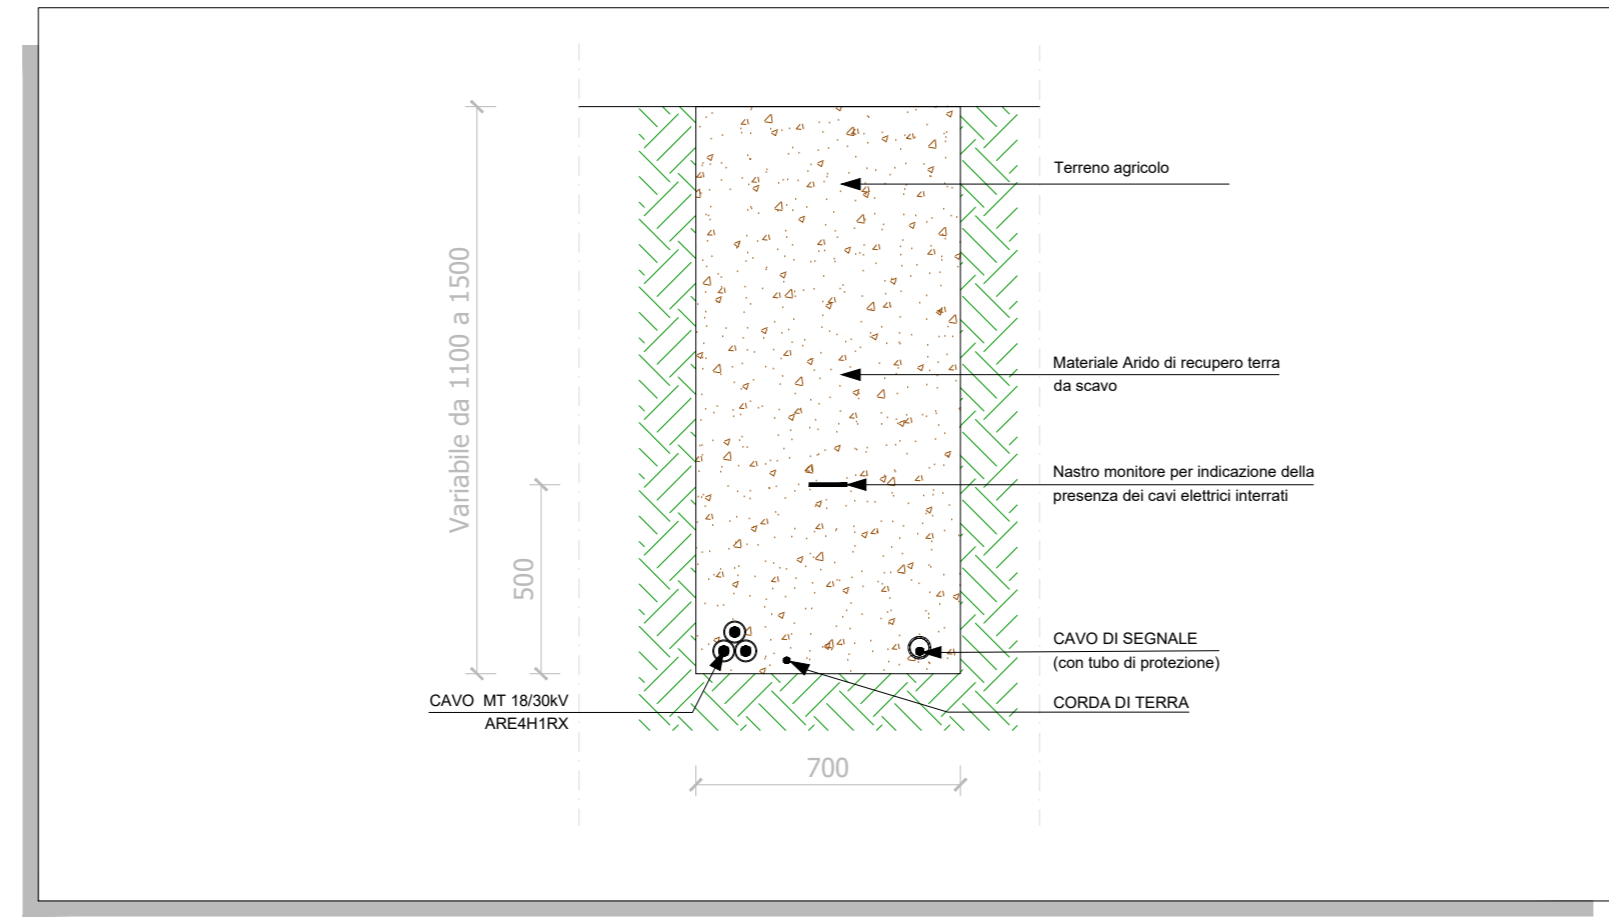 Terreno agricolo
Variabile da 1100 a 1500
Materiale Arido di recupero terra
da scavo
Nastro monitore per indicazione della
presenza dei cavi elettrici interrati
500
CAVO DI SEGNALE
(con tubo di protezione)
CAVO MT 18/30kV
ARE4H1RX
CORDA DI TERRA
700